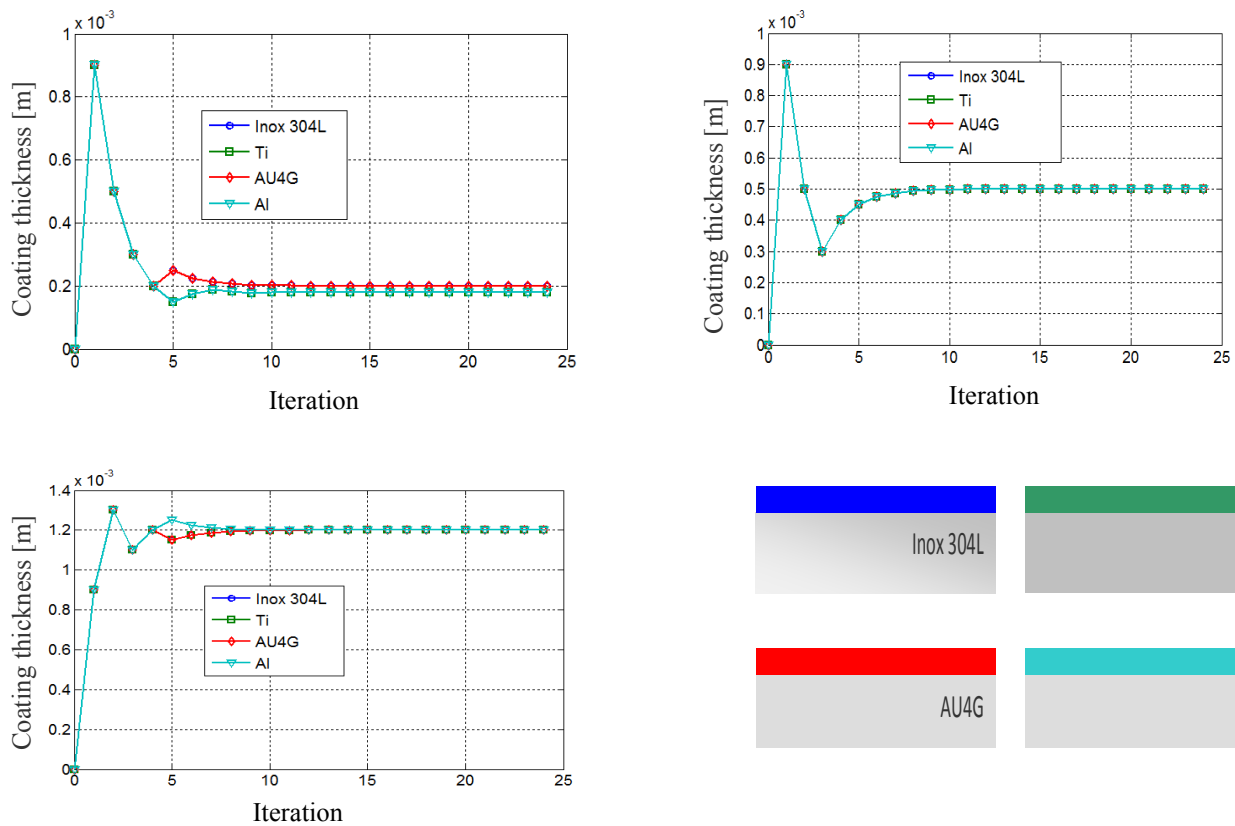 x 10-3
1
0.8
0.6
0.4
0.2
0
0 5 10 15 20 25
Coating thickness [m]
Iteration
Inox 304L
Ti
AU4G
Al
x 10-3
1
0.9
0.8
0.7
0.6
0.5
0.4
0.3
0.2
0.1
0
0 5 10 15 20 25
Coating thickness [m]
Iteration
Inox 304L
Ti
AU4G
Al
x 10-3
1.4
1.2
1
0.8
0.6
0.4
0.2
0
0 5 10 15 20 25
Coating thickness [m]
Iteration
Inox 304L
Ti
AU4G
Al
Inox 304L
AU4G